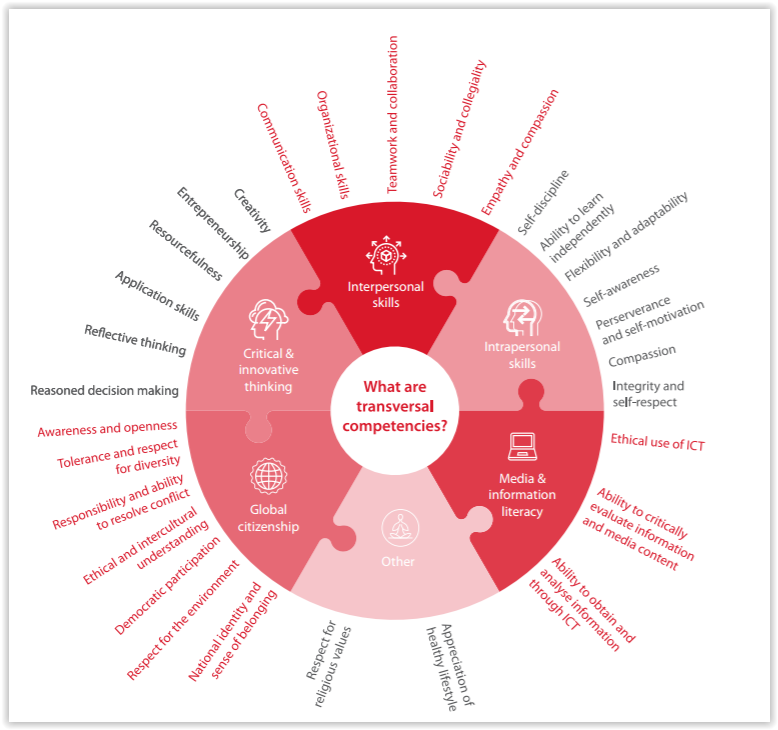 What are
transversal
competencies?
Interpersonal
skills
Communication skills
Organizational skills
Teamwork and collaboration
Sociability and collegiality
Empathy and compassion
Intrapersonal
skills
Self-discipline
Ability to learn
independently
Flexibility and adaptability
Self-awareness
Perserverance
and self-motivation
Compassion
Integrity and
self-respect
Media &
information
literacy
Ethical use of ICT
Ability to critically
evaluate information
and media content
Ability to obtain and
analyse information
through ICT
Other
Appreciation of
healthy lifestyle
Respect for
religious values
Global
citizenship
National identity and
sense of belonging
Respect for the environment
Democratic participation
Ethical and intercultural
understanding
Responsibility and ability
to resolve conflict
Tolerance and respect
for diversity
Awareness and openness
Critical &
innovative
thinking
Reasoned decision making
Reflective thinking
Application skills
Resourcefulness
Entrepreneurship
Creativity